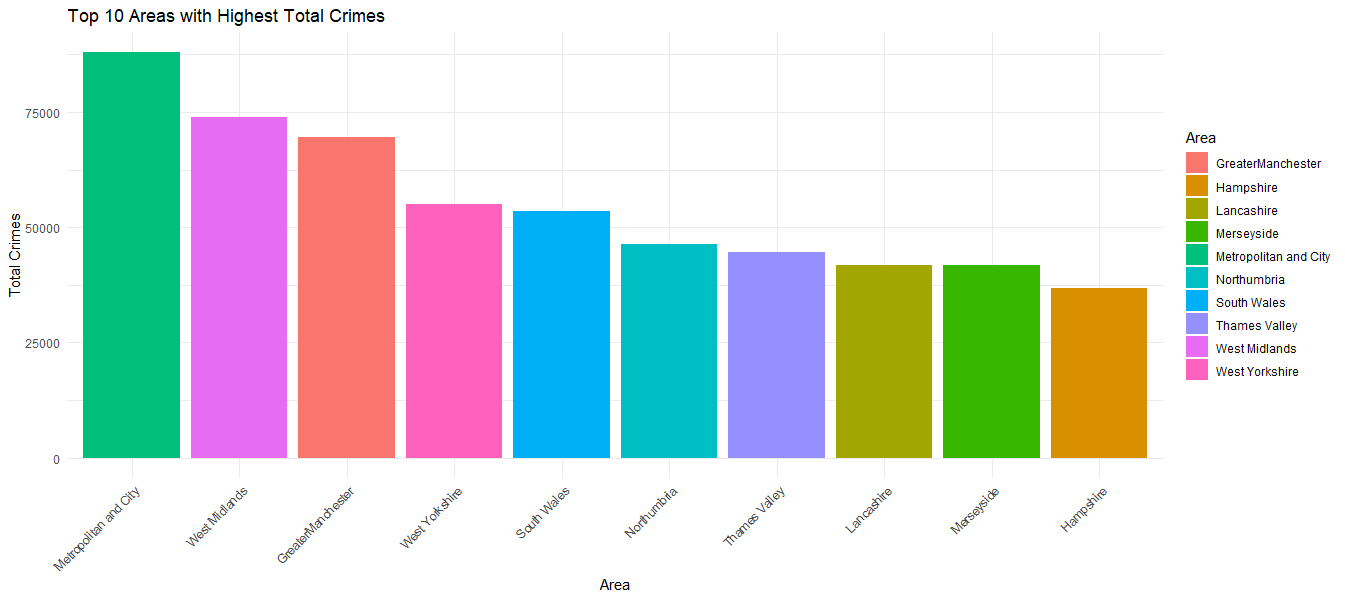 Top 10 Areas with Highest Total Crimes
Total Crimes
75000
50000
25000
0
Metropolitan and City
West Midlands
GreaterManchester
West Yorkshire
South Wales
Northumbria
Thames Valley
Lancashire
Merseyside
Hampshire
Area
Area
GreaterManchester
Hampshire
Lancashire
Merseyside
Metropolitan and City
Northumbria
South Wales
Thames Valley
West Midlands
West Yorkshire